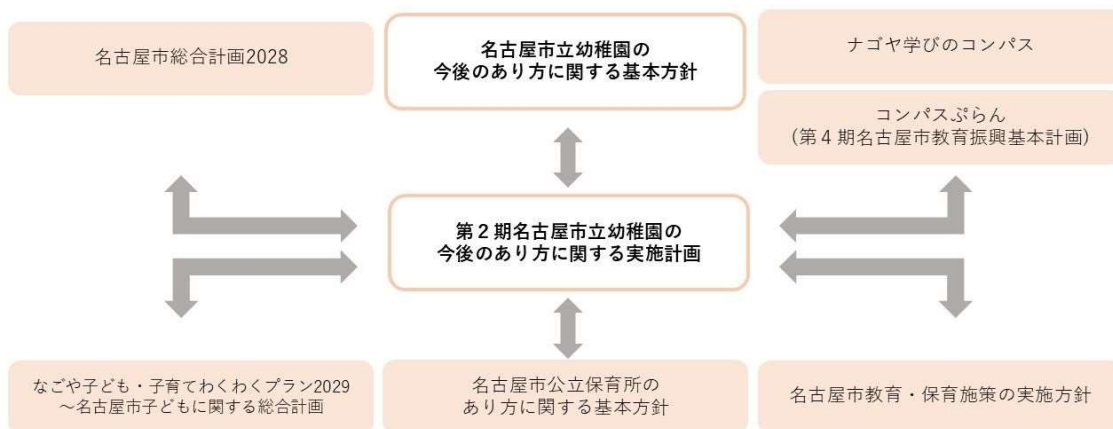 名古屋市総合計画2028
名古屋市立幼稚園の
今後のあり方に関する基本方針
ナゴヤ学びのコンパス
コンパスぷらん
(第4期名古屋市教育振興基本計画)
第2期名古屋市立幼稚園の
今後のあり方に関する実施計画
なごや子ども・子育てわくわくプラン2029
～名古屋市子どもに関する総合計画
名古屋市公立保育所の
あり方に関する基本方針
名古屋市教育・保育施策の実施方針